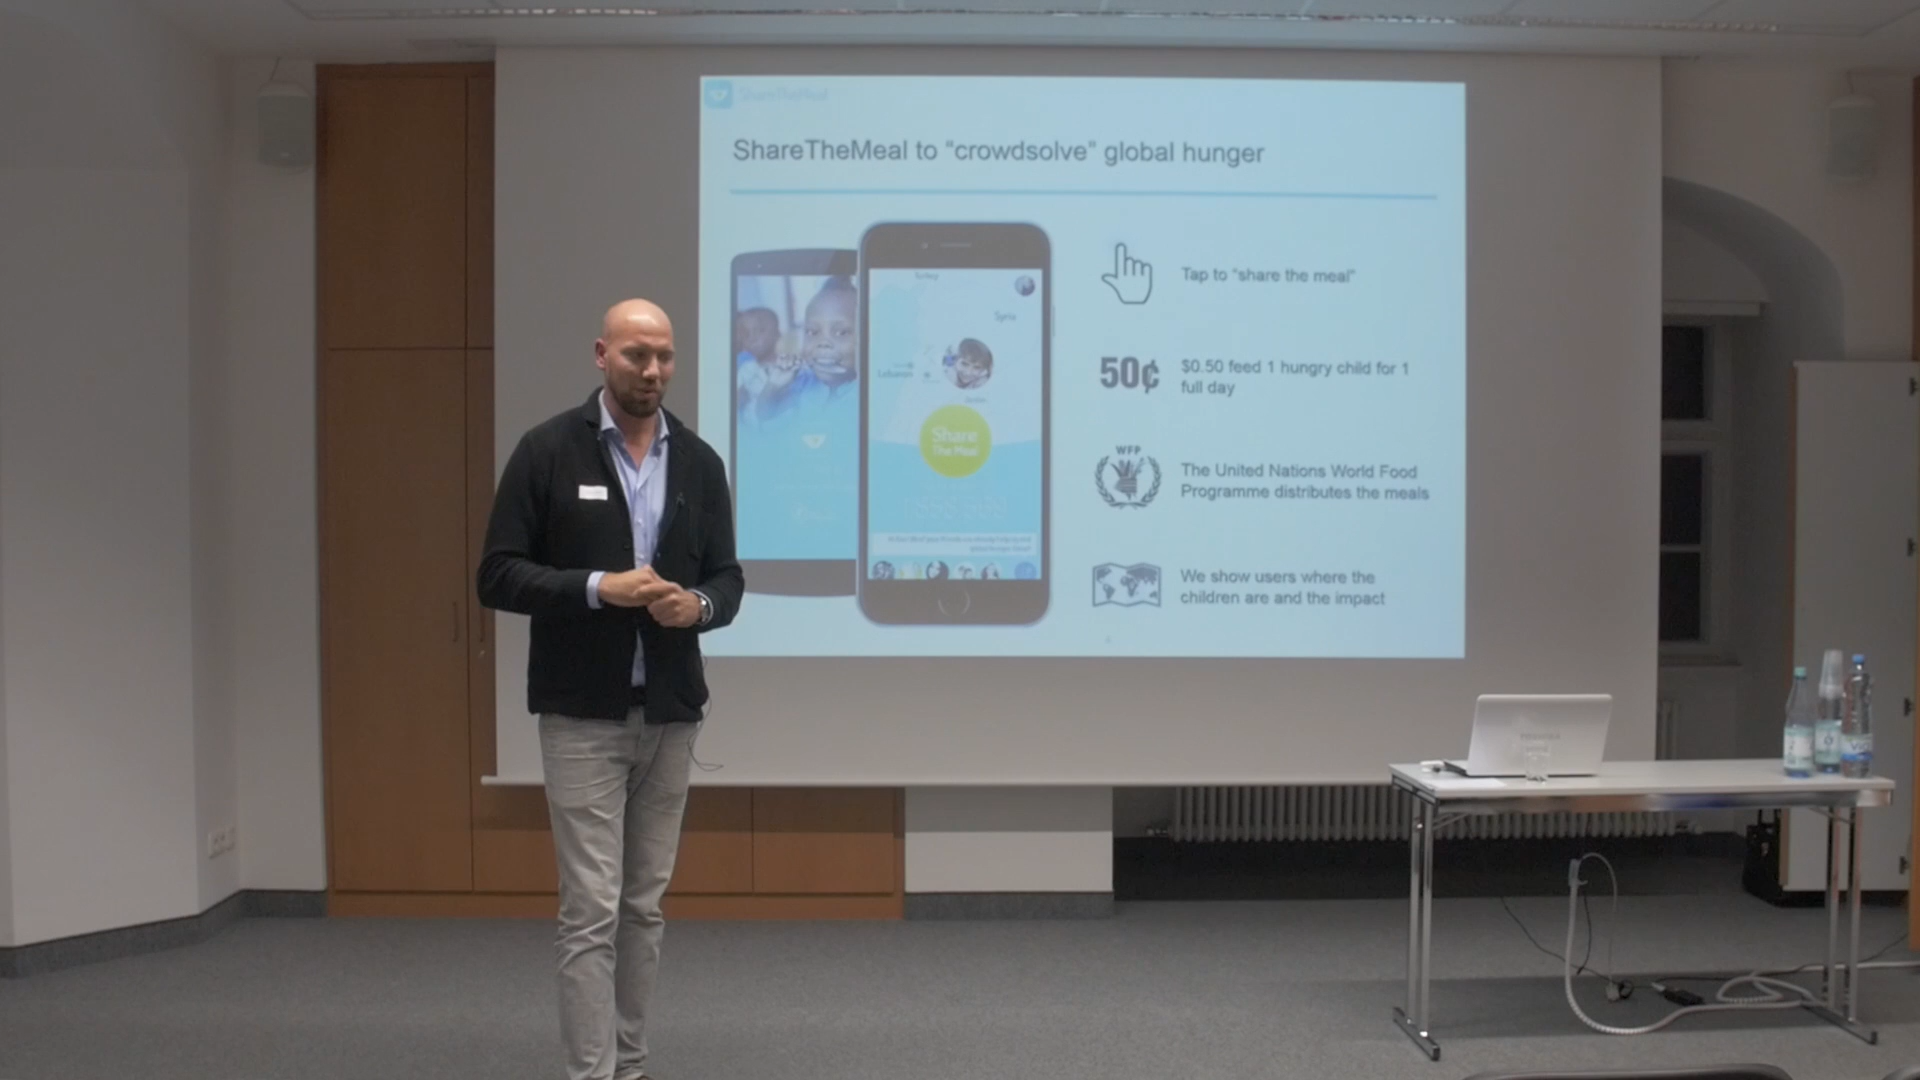 ShareTheMeal
ShareTheMeal to "crowdsolve" global hunger
Turkey
Syria
Lebanon
Share
The Meal
Tap to "share the meal"
50¢
$0.50 feed 1 hungry child for 1
full day
WFP
The United Nations World Food
Programme distributes the meals
We show users where the
children are and the impact
TOSHIBA